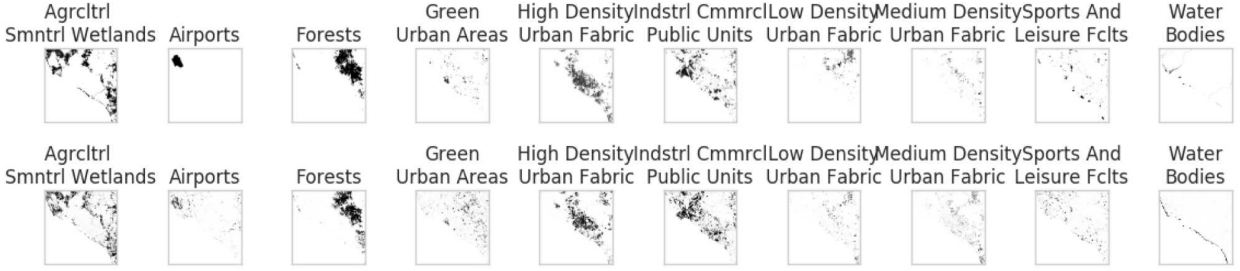 Agrcltrl Smntrl Wetlands
Airports
Forests
Green Urban Areas
High Density Urban Fabric
Indstrl Cmmrcl Public Units
Low Density Urban Fabric
Medium Density Urban Fabric
Sports And Leisure Fclts
Water Bodies
Agrcltrl Smntrl Wetlands
Airports
Forests
Green Urban Areas
High Density Urban Fabric
Indstrl Cmmrcl Public Units
Low Density Urban Fabric
Medium Density Urban Fabric
Sports And Leisure Fclts
Water Bodies